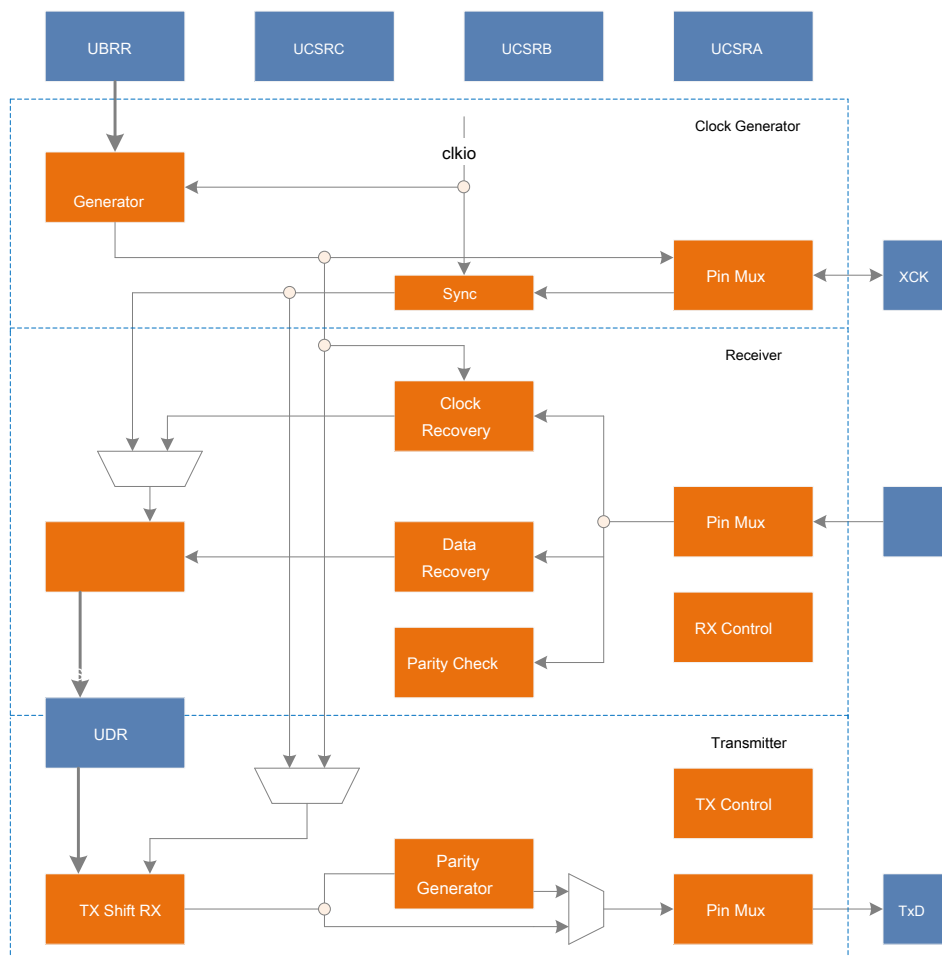 UBRR
UCSRC
UCSRB
UCSRA
Clock Generator
clkio
Generator
Pin Mux
XCK
Sync
Receiver
Clock
Recovery
Pin Mux
Data
Recovery
RX Control
Parity Check
UDR
Transmitter
TX Control
Parity
Generator
TX Shift RX
Pin Mux
TxD